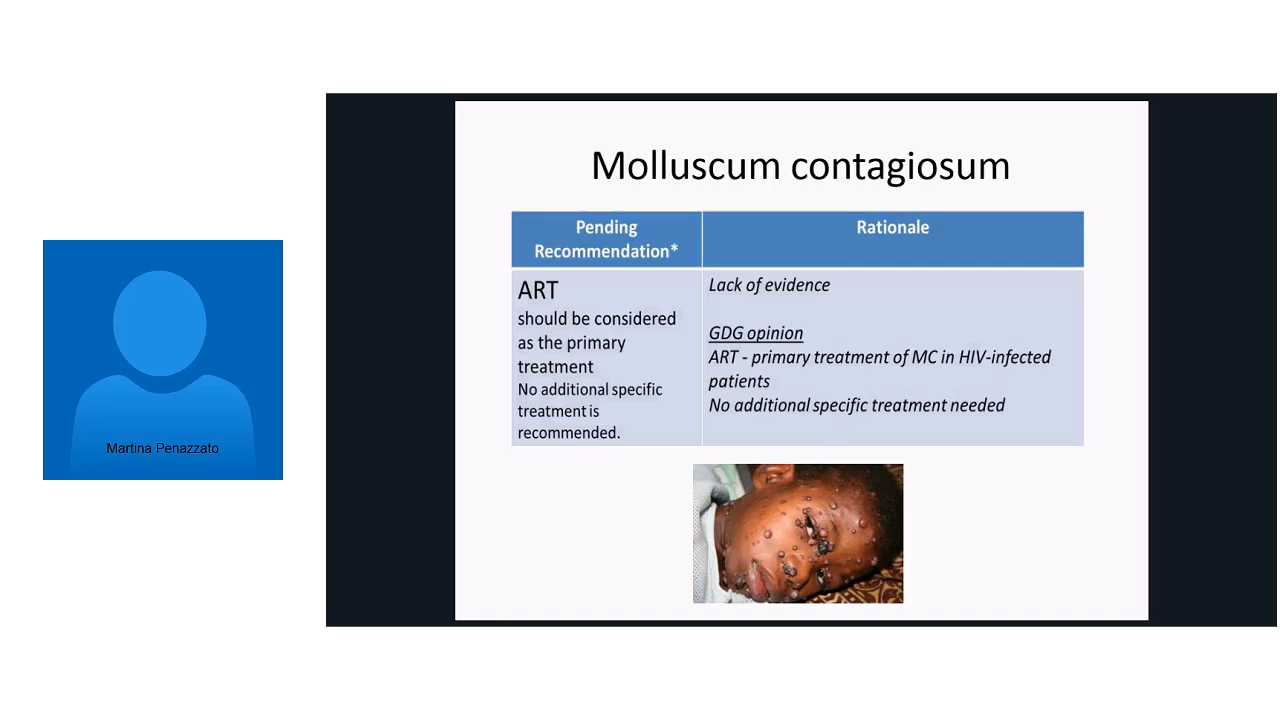 Molluscum contagiosum
Pending
Recommendation*
Rationale
ART
should be considered
as the primary
treatment
No additional specific
treatment is
recommended.
Lack of evidence
GDG opinion
ART - primary treatment of MC in HIV-infected
patients
No additional specific treatment needed
Martina Penazzato